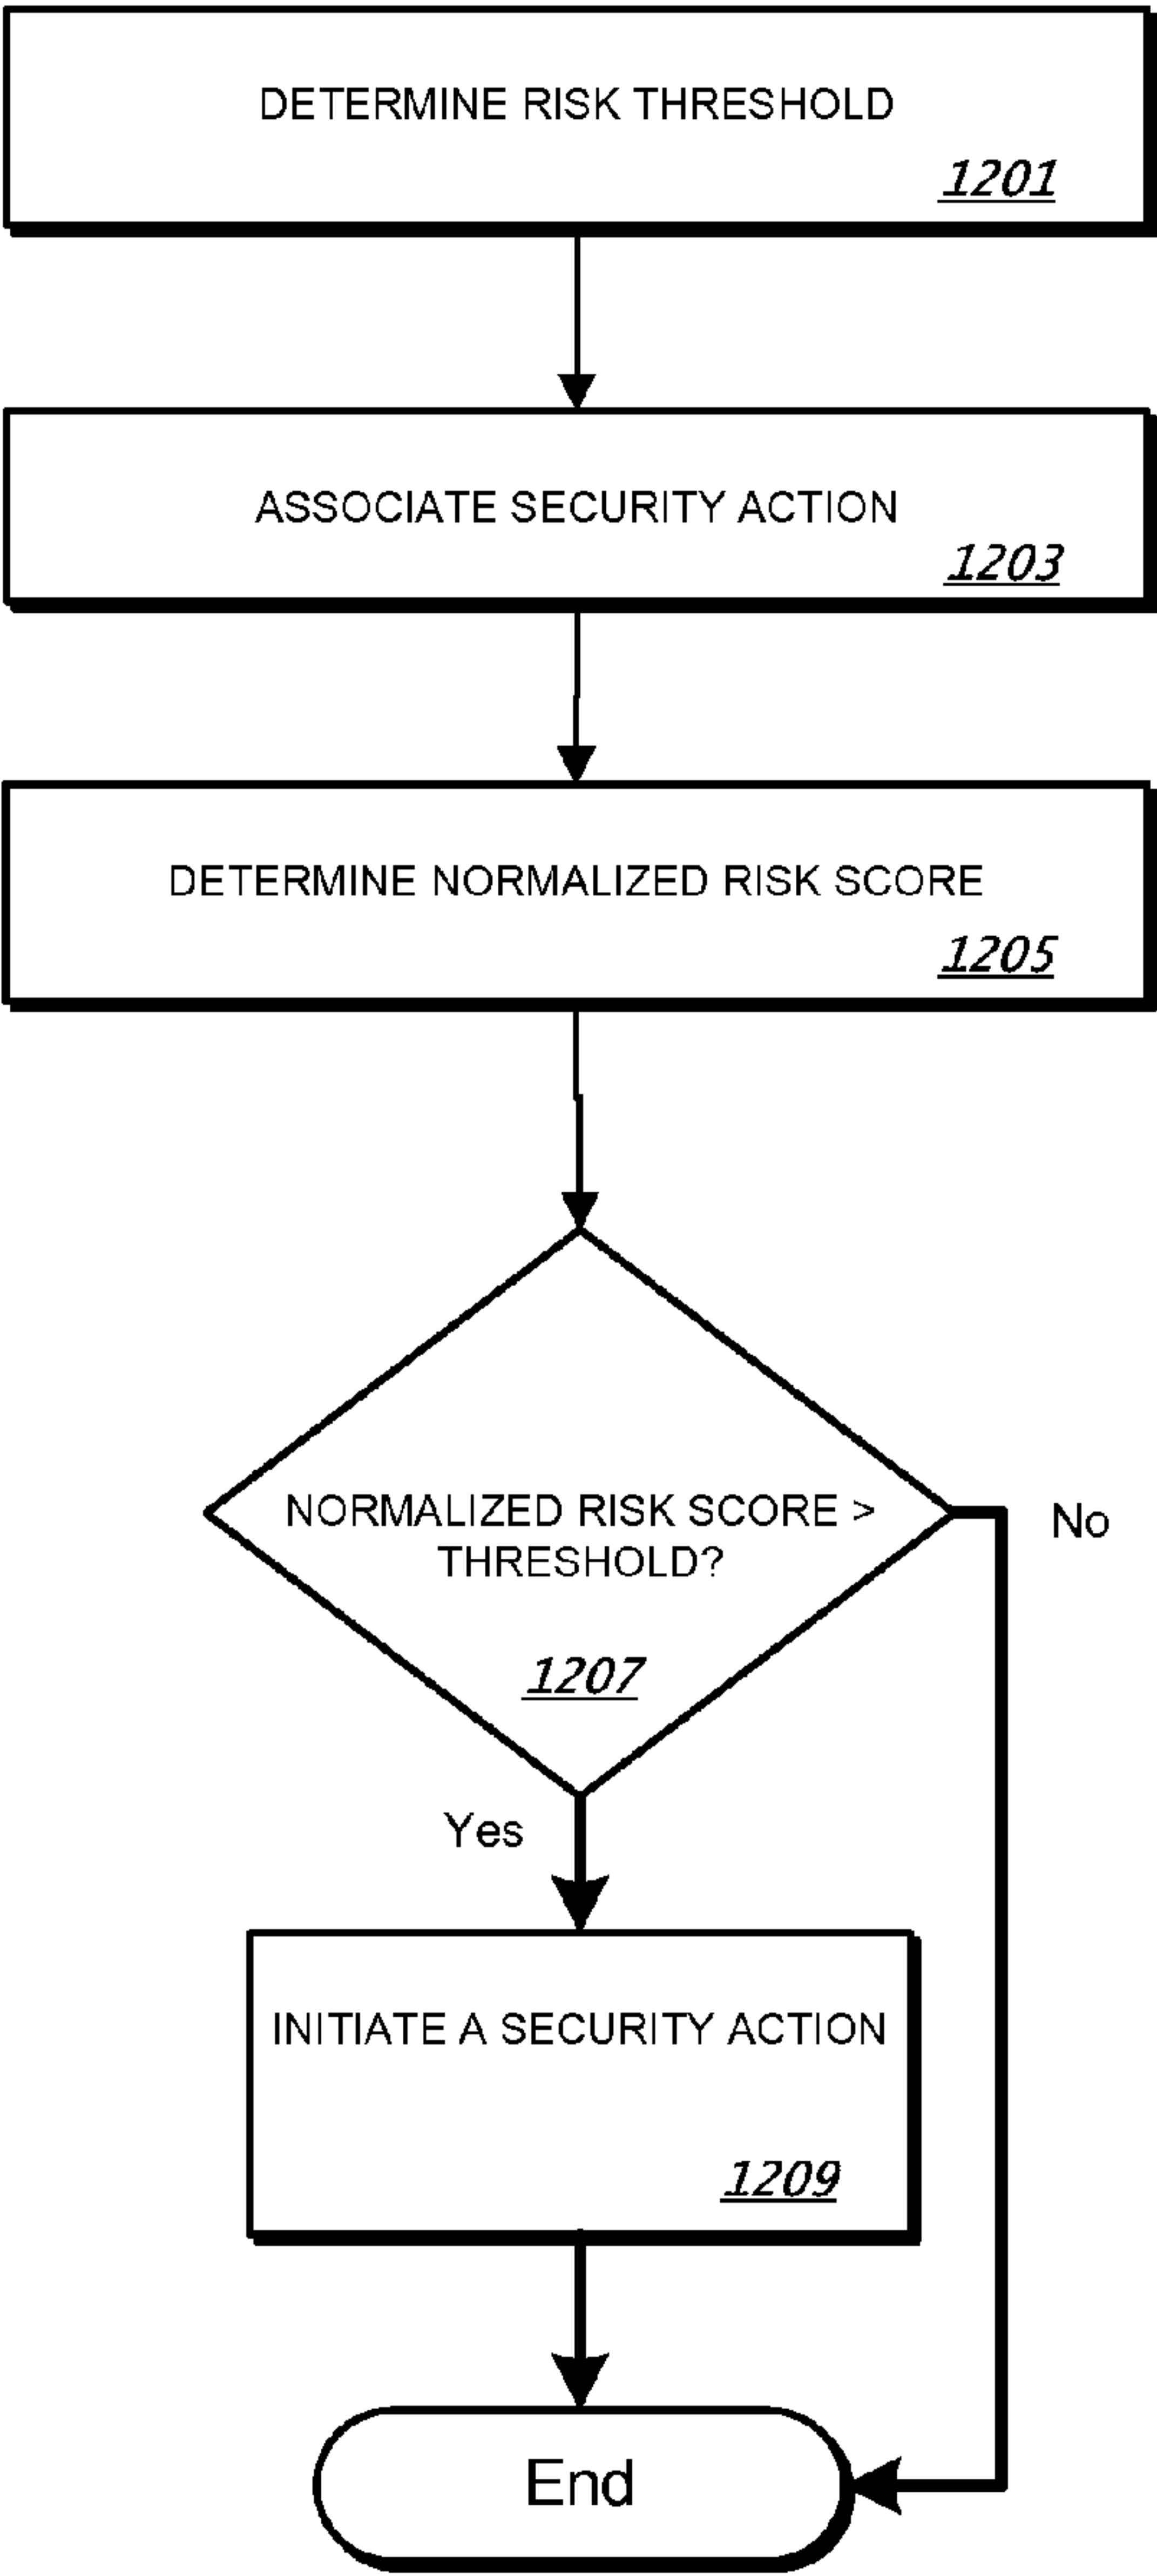 DETERMINE RISK THRESHOLD
1201
ASSOCIATE SECURITY ACTION
1203
DETERMINE NORMALIZED RISK SCORE
1205
NORMALIZED RISK SCORE >
THRESHOLD?
No
1207
Yes
INITIATE A SECURITY ACTION
1209
End